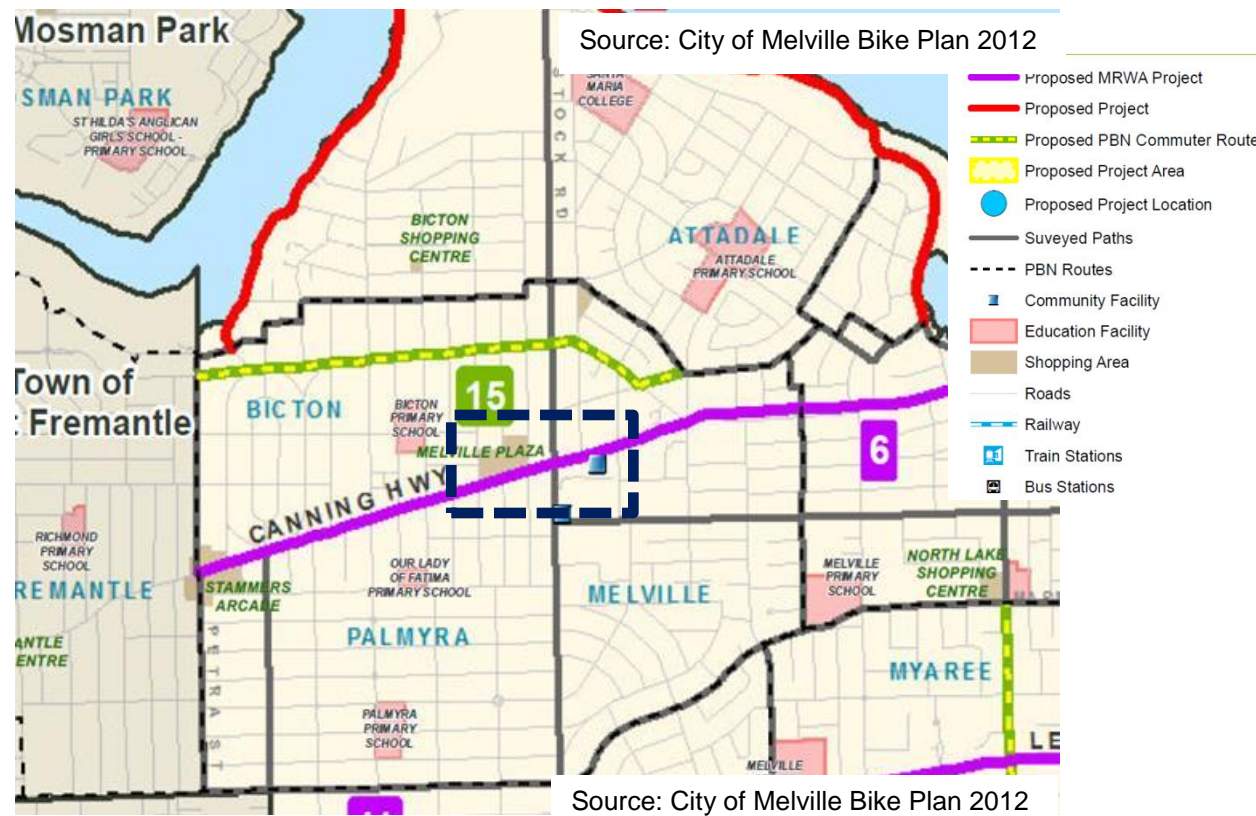 Mosman Park
Source: City of Melville Bike Plan 2012
SANTA
MARIA
COLLEGE
SMAN PARK
ST HILDA'S ANGLICAN
GIRLS SCHOOL -
PRIMARY SCHOOL
STOCK RD
Proposed MRWA Project
Proposed Project
Proposed PBN Commuter Route
Proposed Project Area
Proposed Project Location
Suveyed Paths
PBN Routes
Community Facility
Education Facility
Shopping Area
Roads
Railway
Train Stations
Bus Stations
BICTON
SHOPPING
CENTRE
ATTADALE
ATTADALE
PRIMARY SCHOOL
Town of
Fremantle
BICTON
BICTON
PRIMARY
SCHOOL
15
MELVILLE PLAZA
6
CANNING HWY
RICHMOND
PRIMARY
SCHOOL
REMANTLE
STAMMERS
ARCADE
OUR LADY
OF FATIMA
PRIMARY SCHOOL
MELVILLE
MELVILLE
PRIMARY
SCHOOL
NORTH LAKE
SHOPPING
CENTRE
ANTLE
ENTRE
PETRA ST
PALMYRA
MYAREE
PALMYRA
PRIMARY
SCHOOL
LE
MELVILLE
Source: City of Melville Bike Plan 2012